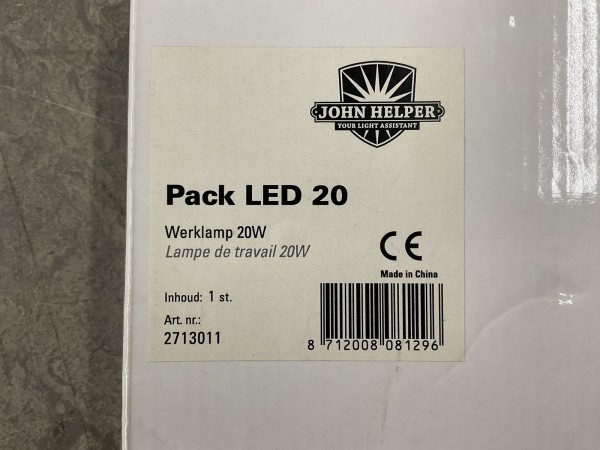 JOHN HELPER
YOUR LIGHT ASSISTANT
Pack LED 20
Werklamp 20W
Lampe de travail 20W
CE
Made in China
Inhoud: 1 st.
Art. nr.:
2713011
8 712008 081296